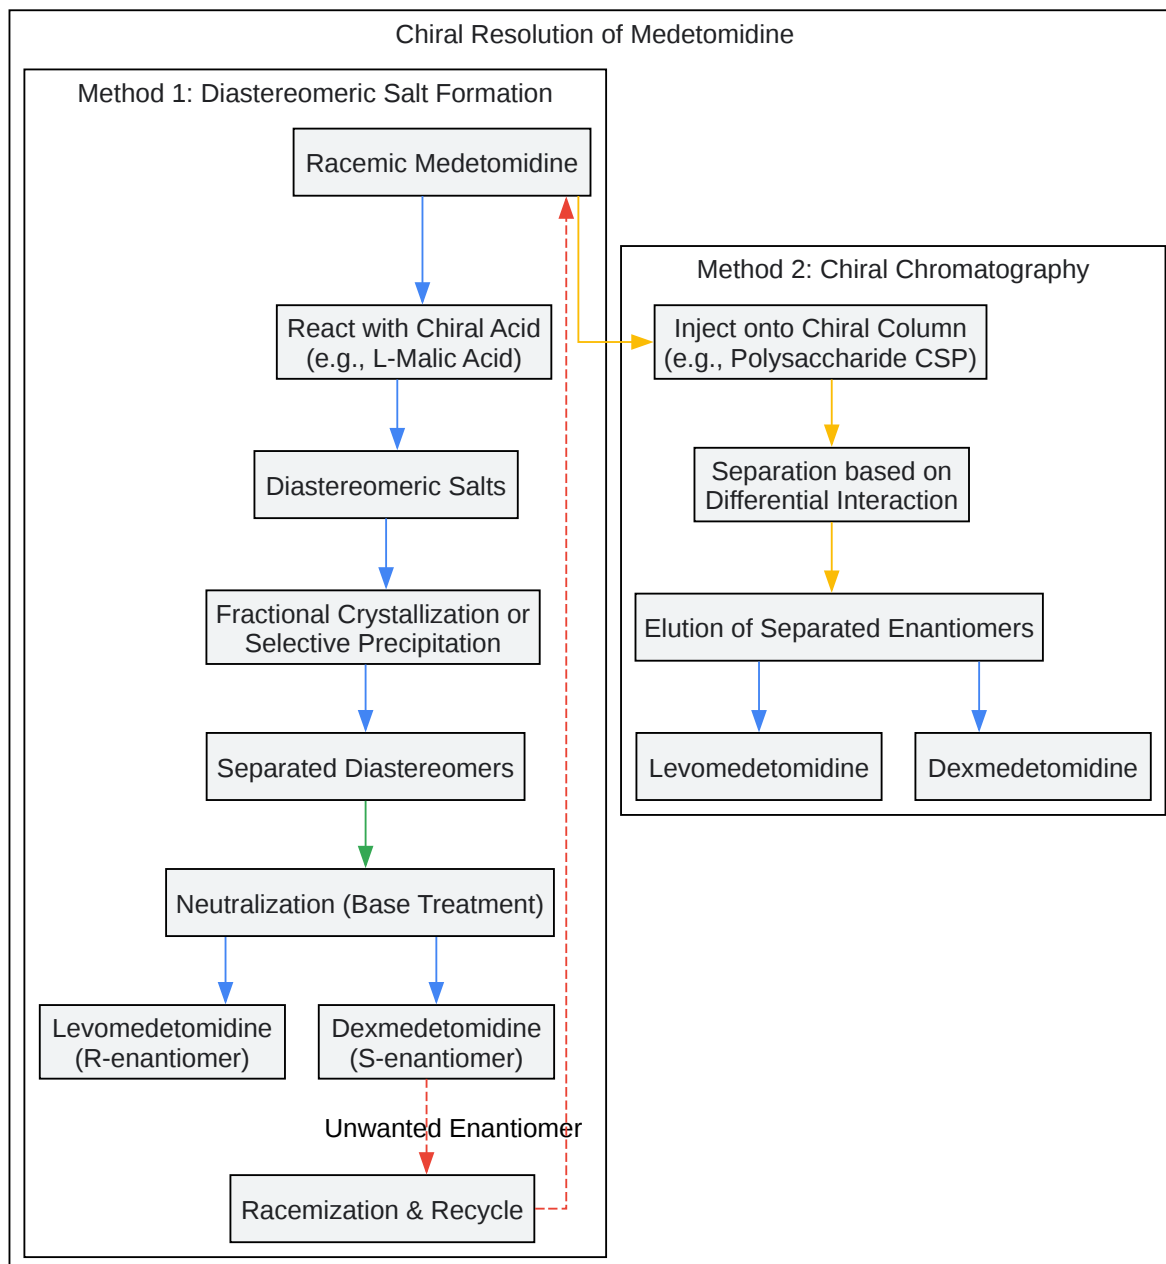 Chiral Resolution of Medetomidine
Method 1: Diastereomeric Salt Formation
Racemic Medetomidine
React with Chiral Acid
(e.g., L-Malic Acid)
Diastereomeric Salts
Fractional Crystallization or
Selective Precipitation
Separated Diastereomers
Neutralization (Base Treatment)
Levomedetomidine
(R-enantiomer)
Dexmedetomidine
(S-enantiomer)
Unwanted Enantiomer
Racemization & Recycle
Method 2: Chiral Chromatography
Inject onto Chiral Column
(e.g., Polysaccharide CSP)
Separation based on
Differential Interaction
Elution of Separated Enantiomers
Levomedetomidine
Dexmedetomidine